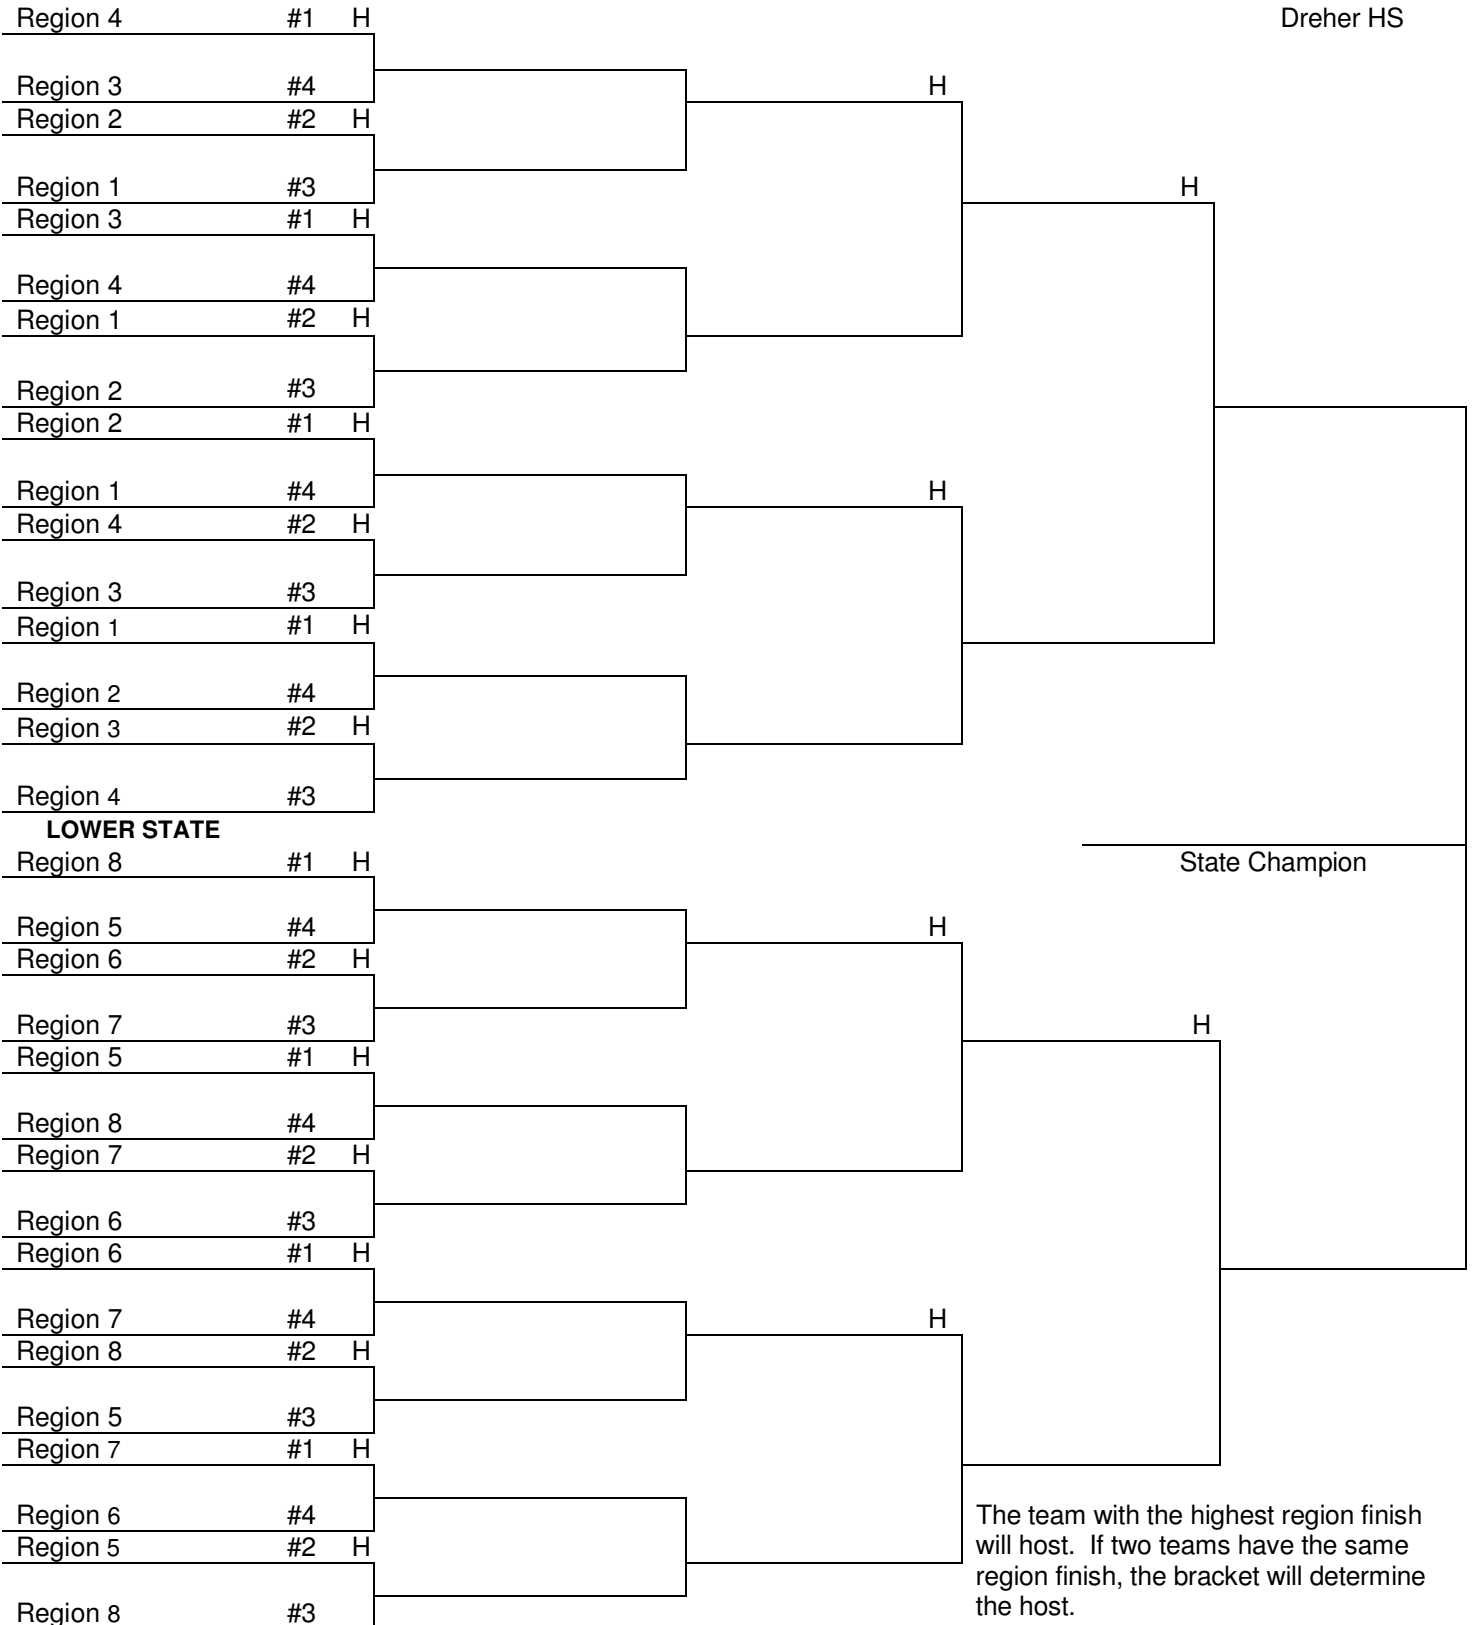 Region 4 #1 H Dreher HS
Region 3 #4 H
Region 2 #2 H
Region 1 #3 H
Region 3 #1 H
Region 4 #4
Region 1 #2 H
Region 2 #3
Region 2 #1 H
Region 1 #4 H
Region 4 #2 H
Region 3 #3
Region 1 #1 H
Region 2 #4
Region 3 #2 H
Region 4 #3
LOWER STATE
Region 8 #1 H State Champion
Region 5 #4 H
Region 6 #2 H
Region 7 #3 H
Region 5 #1 H
Region 8 #4
Region 7 #2 H
Region 6 #3
Region 6 #1 H
Region 7 #4 H
Region 8 #2 H
Region 5 #3
Region 7 #1 H
Region 6 #4
Region 5 #2 H
Region 8 #3
The team with the highest region finish
will host. If two teams have the same
region finish, the bracket will determine
the host.